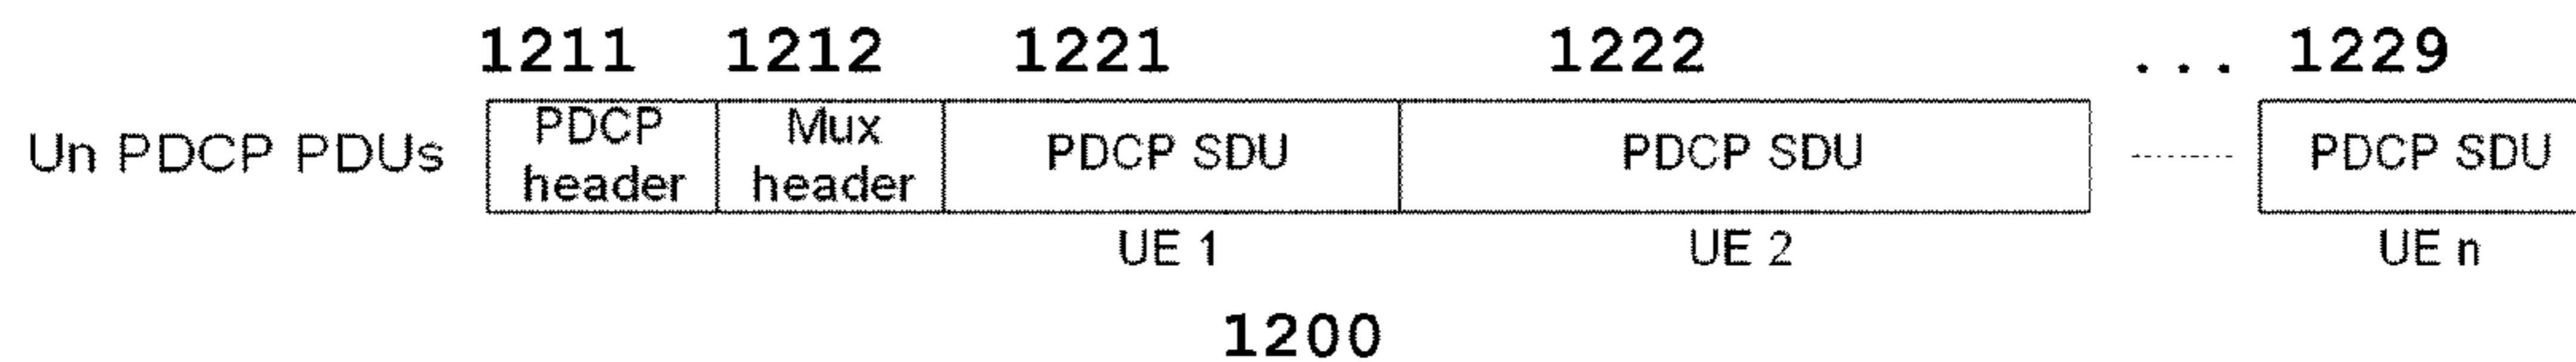 1211 1212 1221 1222 ... 1229
Un PDCP PDUs PDCP header Mux header PDCP SDU PDCP SDU PDCP SDU
UE 1 UE 2 UE n
1200